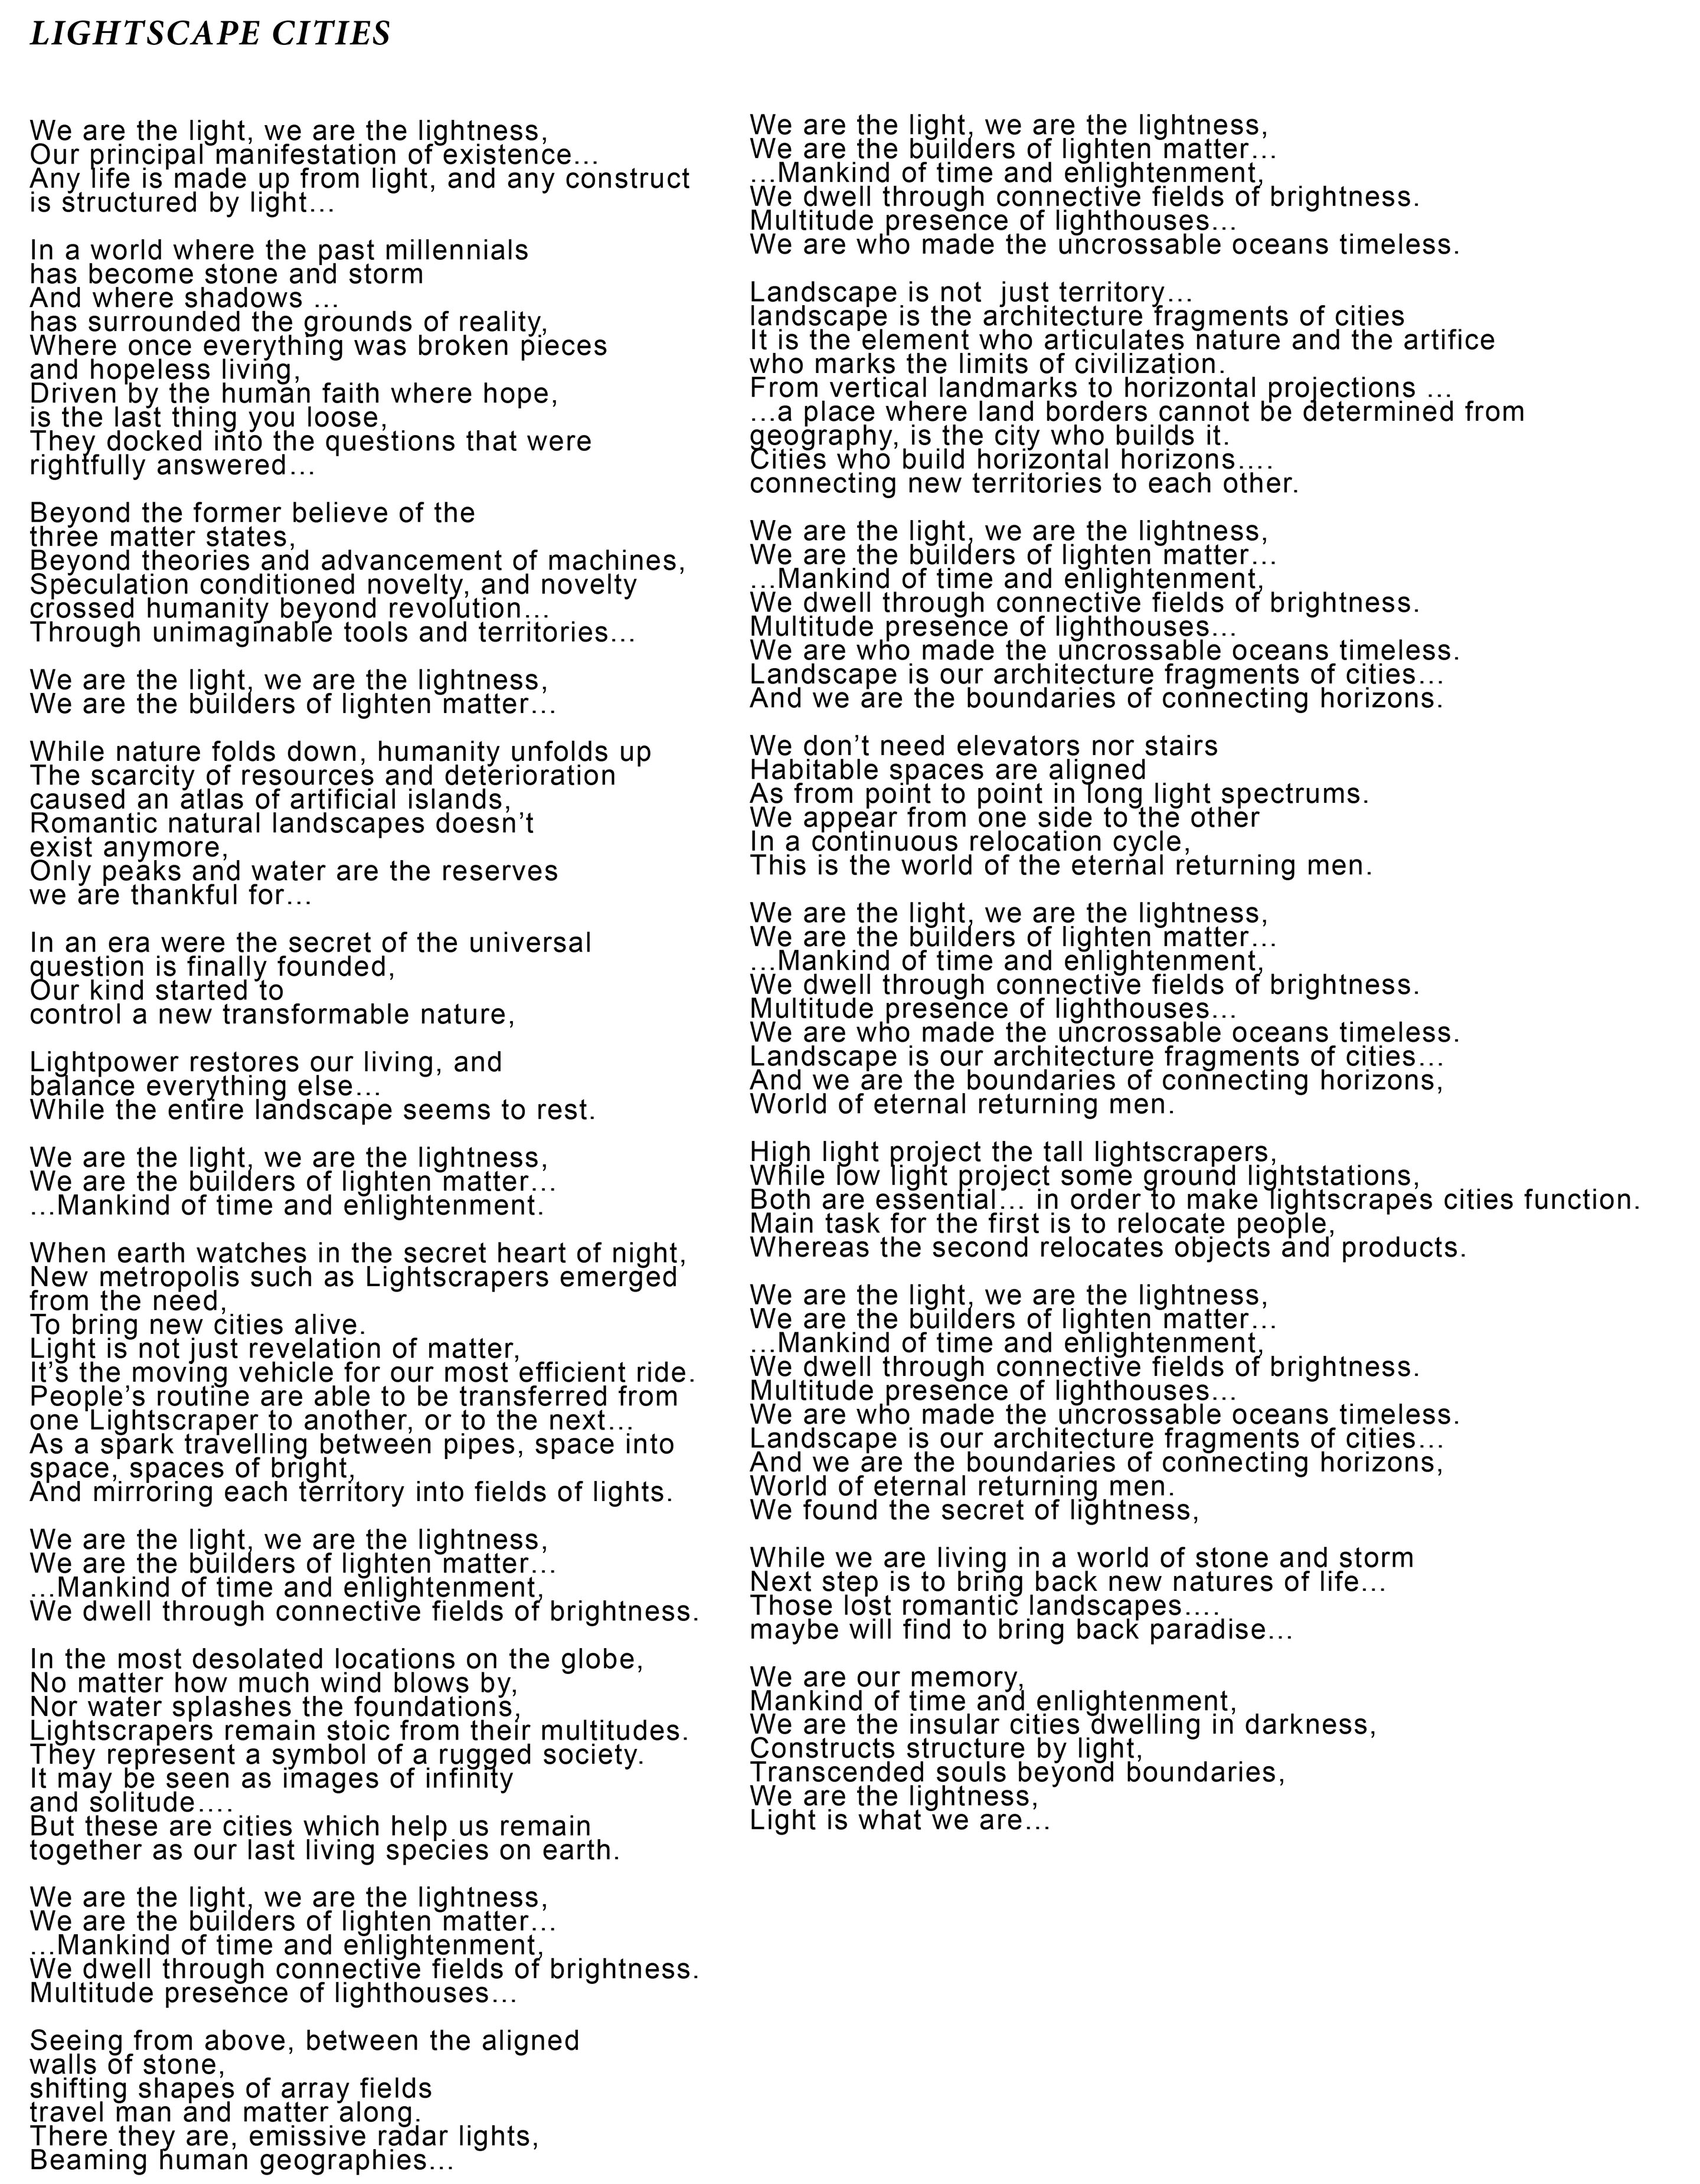 LIGHTSCAPE CITIES
We are the light, we are the lightness,
Our principal manifestation of existence...
Any life is made up from light, and any construct
is structured by light...
In a world where the past millennials
has become stone and storm
And where shadows ...
has surrounded the grounds of reality,
Where once everything was broken pieces
and hopeless living,
Driven by the human faith where hope,
is the last thing you loose,
They docked into the questions that were
rightfully answered...
Beyond the former believe of the
three matter states,
Beyond theories and advancement of machines,
Speculation conditioned novelty, and novelty
crossed humanity beyond revolution...
Through unimaginable tools and territories...
We are the light, we are the lightness,
We are the builders of lighten matter...
While nature folds down, humanity unfolds up
The scarcity of resources and deterioration
caused an atlas of artificial islands,
Romantic natural landscapes doesn't
exist anymore,
Only peaks and water are the reserves
we are thankful for...
In an era were the secret of the universal
question is finally founded,
Our kind started to
control a new transformable nature,
Lightpower restores our living, and
balance everything else...
While the entire landscape seems to rest.
We are the light, we are the lightness,
We are the builders of lighten matter...
...Mankind of time and enlightenment.
When earth watches in the secret heart of night,
New metropolis such as Lightscrapers emerged
from the need,
To bring new cities alive.
Light is not just revelation of matter,
It's the moving vehicle for our most efficient ride.
People's routine are able to be transferred from
one Lightscraper to another, or to the next...
As a spark travelling between pipes, space into
space, spaces of bright,
And mirroring each territory into fields of lights.
We are the light, we are the lightness,
We are the builders of lighten matter...
...Mankind of time and enlightenment,
We dwell through connective fields of brightness.
In the most desolated locations on the globe,
No matter how much wind blows by,
Nor water splashes the foundations,
Lightscrapers remain stoic from their multitudes.
They represent a symbol of a rugged society.
It may be seen as images of infinity
and solitude....
But these are cities which help us remain
together as our last living species on earth.
We are the light, we are the lightness,
We are the builders of lighten matter...
...Mankind of time and enlightenment,
We dwell through connective fields of brightness.
Multitude presence of lighthouses...
Seeing from above, between the aligned
walls of stone,
shifting shapes of array fields
travel man and matter along.
There they are, emissive radar lights,
Beaming human geographies...
We are the light, we are the lightness,
We are the builders of lighten matter...
...Mankind of time and enlightenment,
We dwell through connective fields of brightness.
Multitude presence of lighthouses...
We are who made the uncrossable oceans timeless.
Landscape is not  just territory...
landscape is the architecture fragments of cities
It is the element who articulates nature and the artifice
who marks the limits of civilization.
From vertical landmarks to horizontal projections ...
...a place where land borders cannot be determined from
geography, is the city who builds it.
Cities who build horizontal horizons....
connecting new territories to each other.
We are the light, we are the lightness,
We are the builders of lighten matter...
...Mankind of time and enlightenment,
We dwell through connective fields of brightness.
Multitude presence of lighthouses...
We are who made the uncrossable oceans timeless.
Landscape is our architecture fragments of cities...
And we are the boundaries of connecting horizons.
We don't need elevators nor stairs
Habitable spaces are aligned
As from point to point in long light spectrums.
We appear from one side to the other
In a continuous relocation cycle,
This is the world of the eternal returning men.
We are the light, we are the lightness,
We are the builders of lighten matter...
...Mankind of time and enlightenment,
We dwell through connective fields of brightness.
Multitude presence of lighthouses...
We are who made the uncrossable oceans timeless.
Landscape is our architecture fragments of cities...
And we are the boundaries of connecting horizons,
World of eternal returning men.
High light project the tall lightscrapers,
While low light project some ground lightstations,
Both are essential... in order to make lightscrapes cities function.
Main task for the first is to relocate people,
Whereas the second relocates objects and products.
We are the light, we are the lightness,
We are the builders of lighten matter...
...Mankind of time and enlightenment,
We dwell through connective fields of brightness.
Multitude presence of lighthouses...
We are who made the uncrossable oceans timeless.
Landscape is our architecture fragments of cities...
And we are the boundaries of connecting horizons,
World of eternal returning men.
We found the secret of lightness,
While we are living in a world of stone and storm
Next step is to bring back new natures of life...
Those lost romantic landscapes....
maybe will find to bring back paradise...
We are our memory,
Mankind of time and enlightenment,
We are the insular cities dwelling in darkness,
Constructs structure by light,
Transcended souls beyond boundaries,
We are the lightness,
Light is what we are...